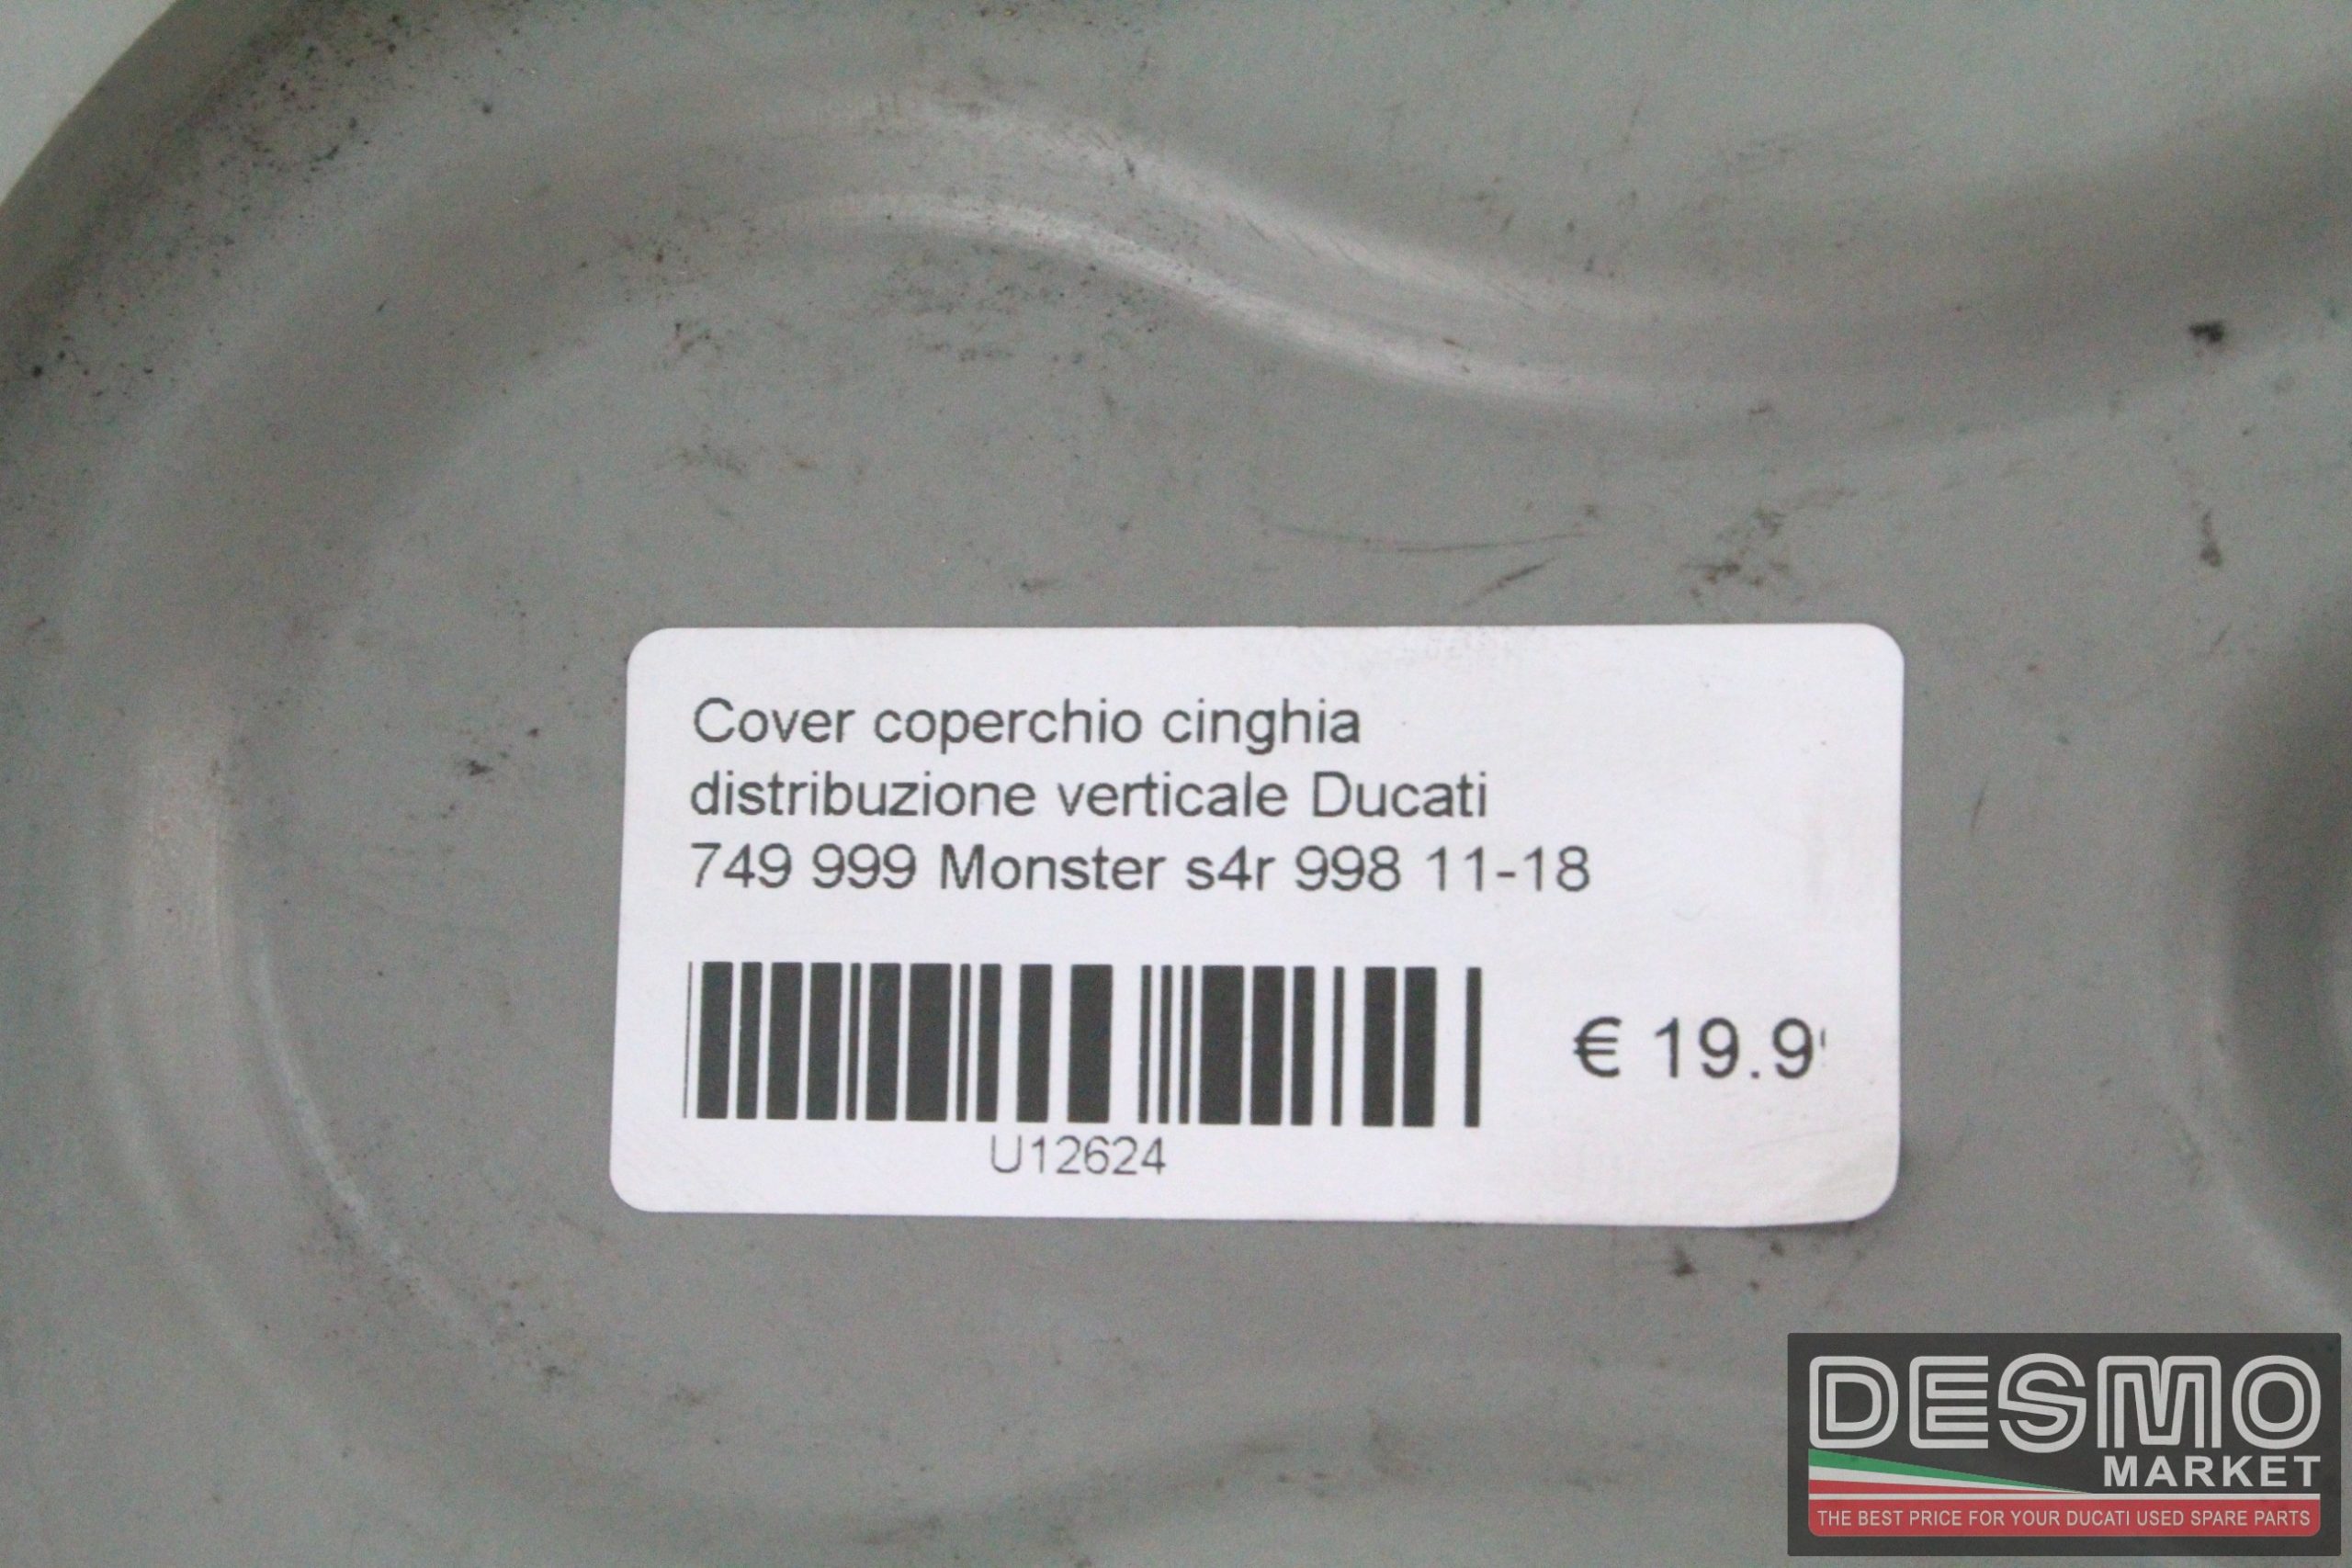 Cover coperchio cinghia
distribuzione verticale Ducati
749 999 Monster s4r 998 11-18
€ 19.9
U12624
DESMO
MARKET
THE BEST PRICE FOR YOUR DUCATI USED SPARE PARTS